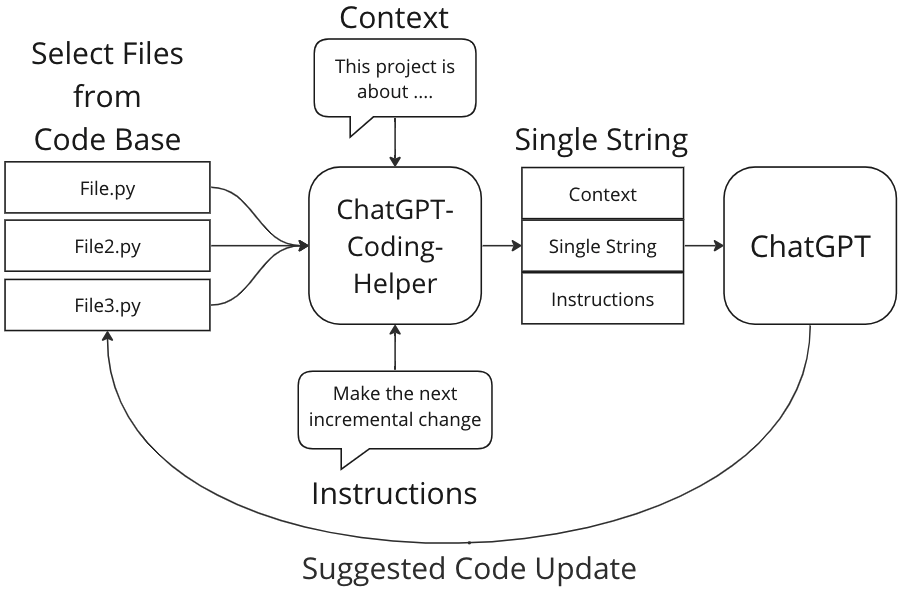 Context
Select Files
from
Code Base
This project is
about ....
File.py
File2.py
File3.py
ChatGPT-
Coding-
Helper
Single String
Context
Single String
Instructions
ChatGPT
Make the next
incremental change
Instructions
Suggested Code Update